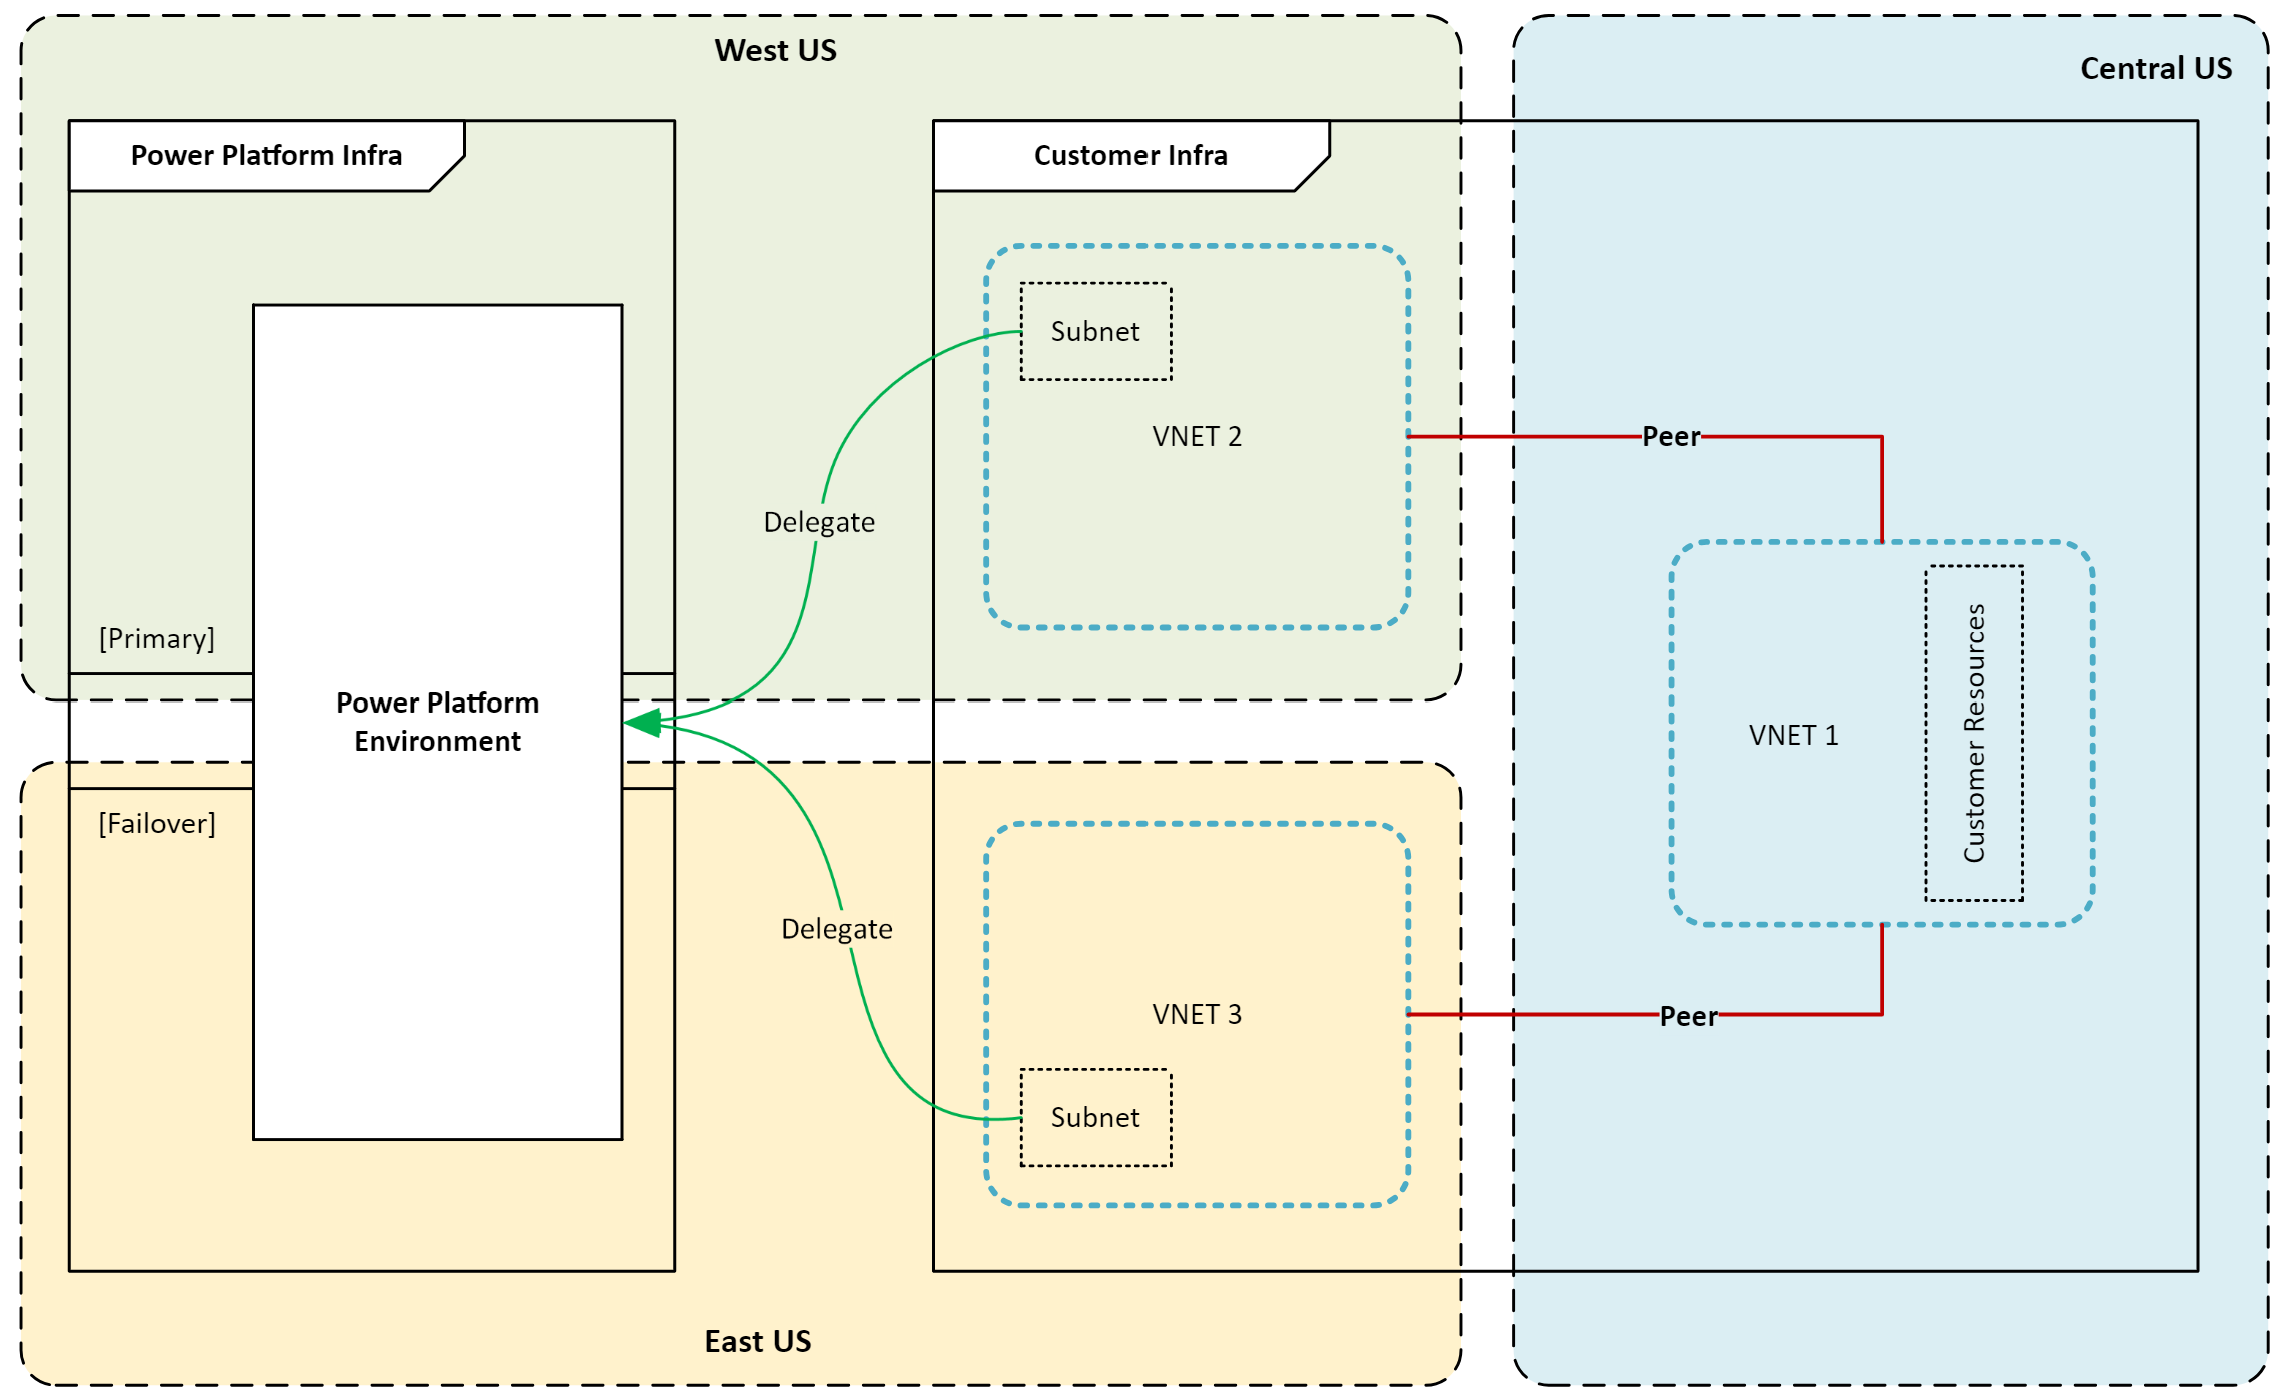 West US
Central US
Power Platform Infra
Customer Infra
Subnet
VNET 2
Peer
Delegate
[Primary]
Power Platform
Environment
VNET 1
Customer Resources
[Failover]
Delegate
VNET 3
Peer
Subnet
East US